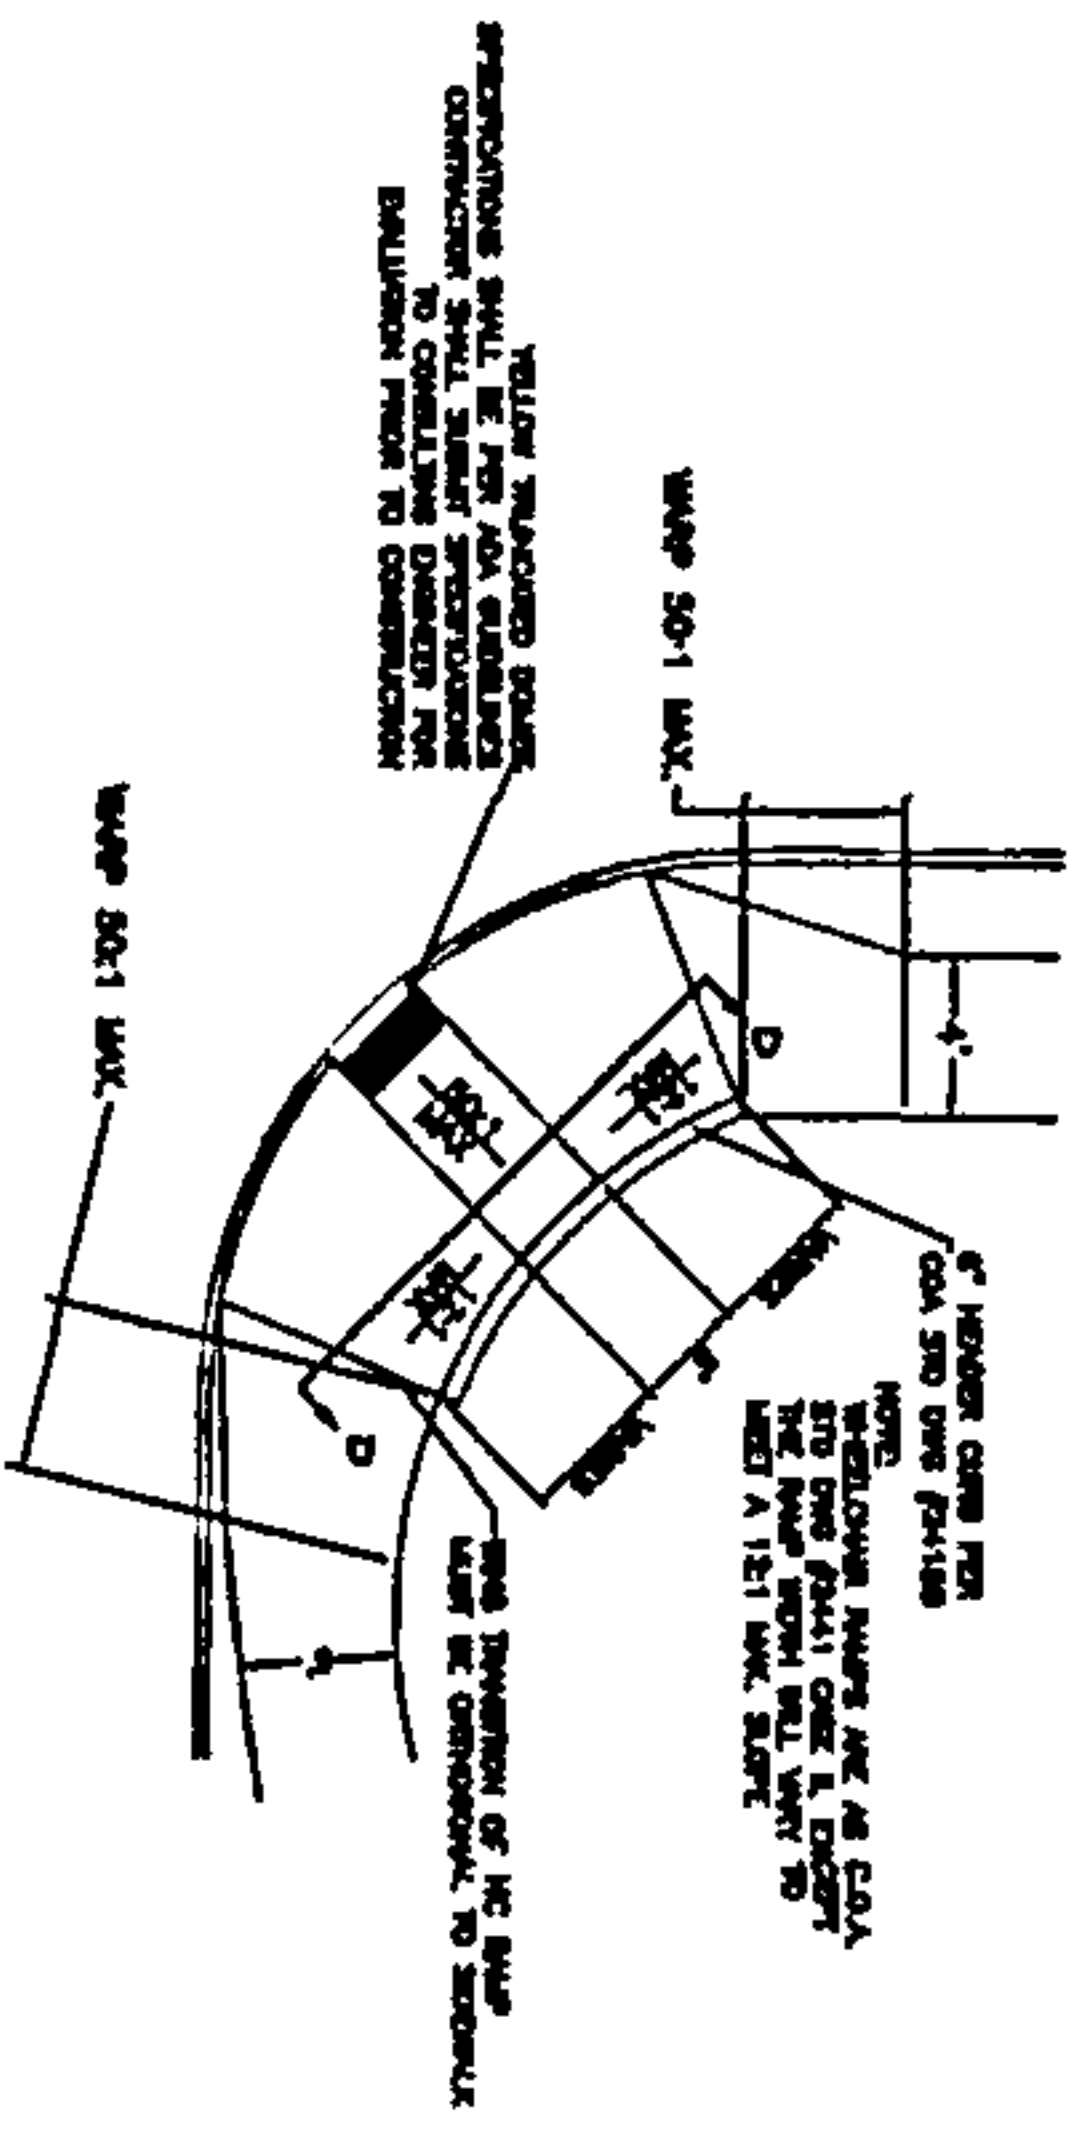 YELLOW TRUNCATED DOMES
SPECIFICATIONS SHALL BE PER ADA GUIDELINES
CONTRACTOR SHALL SUBMIT SPECIFICATIONS
TO CONSULTING ENGINEER FOR
EVALUATION PRIOR TO CONSTRUCTION
WARP 50:1 MAX.
WARP 50:1 MAX.
4'
D
6" HEADER CURB PER
COA STD DWG
NOTE:
WHEELCHAIR RAMPS ARE AS C.O.A
STD DWG CASE EXCEPT
THE RAMP WIDTH WILL VARY TO
MEET A 12:1 MAX. SLOPE
VARIES
VARIES
D
TRANSITION OF HC RAMP
MUST BE ORTHOGONAL TO SIDEWALK